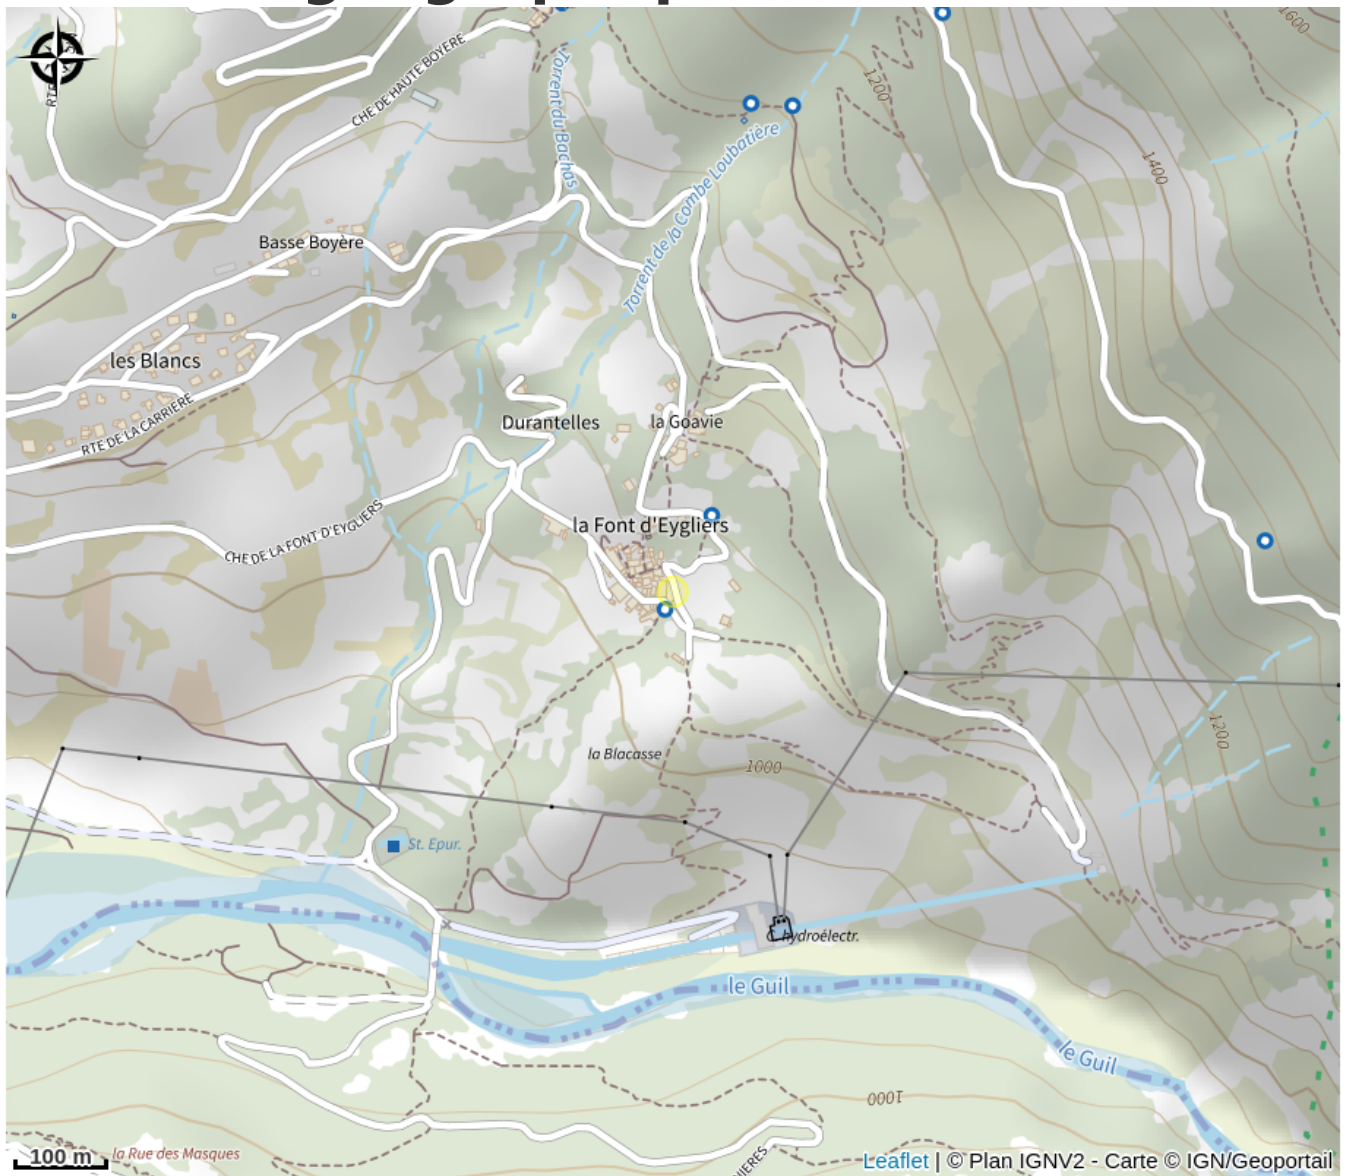 1600
CHE DE HAUTE BOYERE
Torrent du Bachas
1200
Torrent de la Combe Loubatière
1400
Basse Boyère
les Blancs
RTE DE LA CARRIERE
Durantelles
la Goavie
CHE DE LA FONT-D'EYGLIERS
la Font d'Eygliers
la Blacasse
1000
1200
St. Epur.
C. hydroélectr.
le Guil
le Guil
1000
100 m
la Rue des Masques
Leaflet | © Plan IGNV2 - Carte © IGN/Geoportail